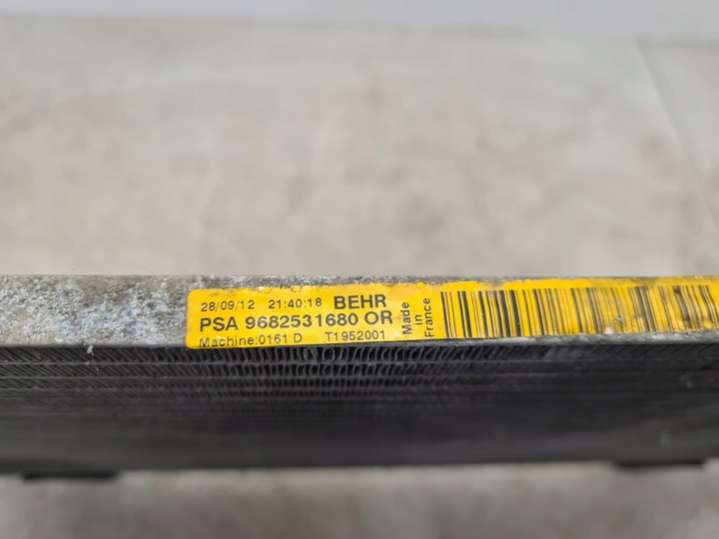 28/09/12 21:40:18 BEHR
PSA 9682531680 OR
Machine:0161 D T1952001
Made
in
France